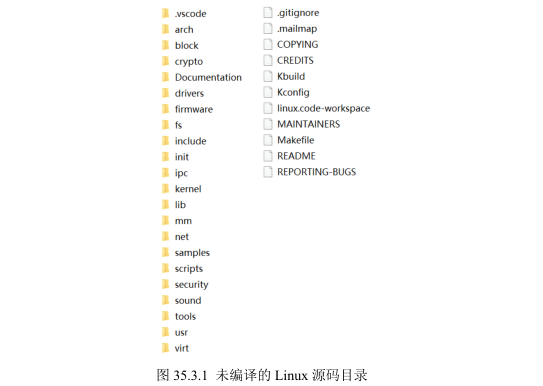 .vscode
arch
block
crypto
Documentation
drivers
firmware
fs
include
init
ipc
kernel
lib
mm
net
samples
scripts
security
sound
tools
usr
virt
.gitignore
.mailmap
COPYING
CREDITS
Kbuild
Kconfig
linux.code-workspace
MAINTAINERS
Makefile
README
REPORTING-BUGS
图 35.3.1 未编译的 Linux 源码目录